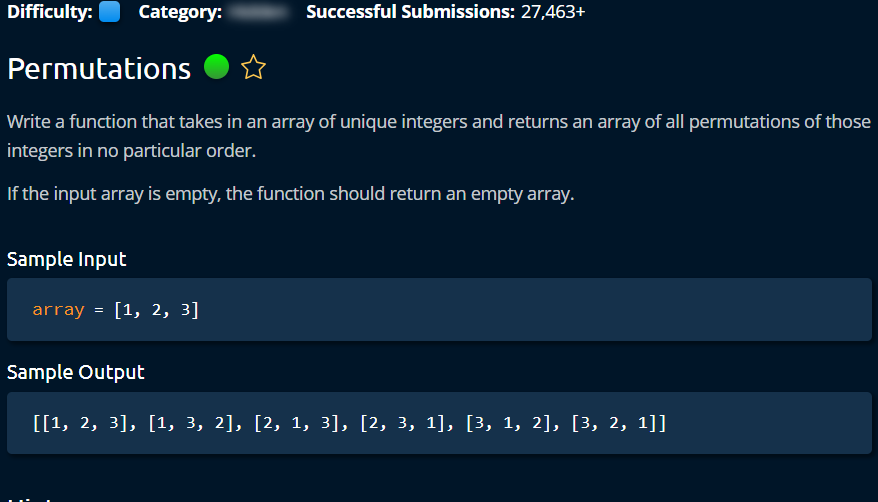 Difficulty: Category: Successful Submissions: 27,463+
Permutations
Write a function that takes in an array of unique integers and returns an array of all permutations of those
integers in no particular order.
If the input array is empty, the function should return an empty array.
Sample Input
array = [1, 2, 3]
Sample Output
[[1, 2, 3], [1, 3, 2], [2, 1, 3], [2, 3, 1], [3, 1, 2], [3, 2, 1]]